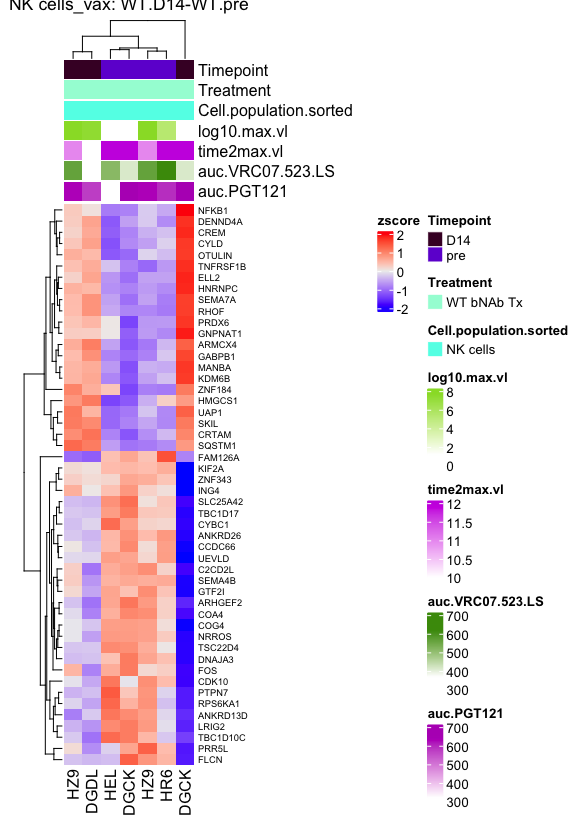 NK cells_vax: WT.D14-WT.pre
Timepoint
Treatment
Cell.population.sorted
log10.max.vl
time2max.vl
auc.VRC07.523.LS
auc.PGT121
NFKB1
DENND4A
CREM
CYLD
OTULIN
TNFRSF1B
ELL2
HNRNPC
SEMA7A
RHOF
PRDX6
GNPNAT1
ARMCX4
GABPB1
MANBA
KDM6B
ZNF184
HMGCS1
UAP1
SKIL
CRTAM
SQSTM1
FAM126A
KIF2A
ZNF343
ING4
SLC25A42
TBC1D17
CYBC1
ANKRD26
CCDC66
UEVLD
C2CD2L
SEMA4B
GTF2I
ARHGEF2
COA4
COG4
NRROS
TSC22D4
DNAJA3
FOS
CDK10
PTPN7
RPS6KA1
ANKRD13D
LRIG2
TBC1D10C
PRR5L
FLCN
HZ9
DGDL
HEL
DGCK
HZ9
HR6
DGCK
zscore
2
1
0
-1
-2
Timepoint
D14
pre
Treatment
WT bNAb Tx
Cell.population.sorted
NK cells
log10.max.vl
8
6
4
2
0
time2max.vl
12
11.5
11
10.5
10
auc.VRC07.523.LS
700
600
500
400
300
auc.PGT121
700
600
500
400
300